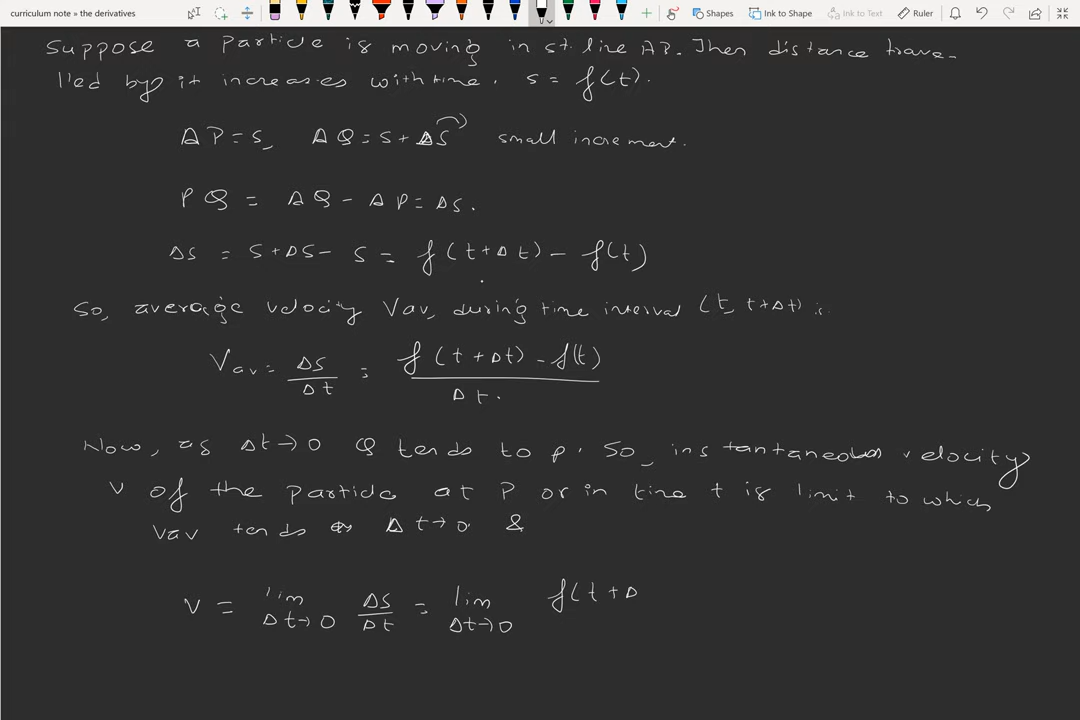 curriculum note » the derivatives
Shapes Ink to Shape Ink to Text Ruler
Suppose a particle is moving in st. line AP. Then distance trave-
lled by it increases with time. S = f(t).
AP = S, AQ = S + ΔS small increment.
PQ = AQ - AP = ΔS.
ΔS = S + ΔS - S = f(t + Δt) - f(t)
So, average velocity Vav, during time interval (t, t+Δt) is
Vav = ΔS/Δt = (f(t + Δt) - f(t))/Δt.
Now, as Δt→0 Q tends to p. So, instantaneous velocity
v of the particle at P or in time t is limit to which
Vav tends as Δt→0 &
V = lim Δt→0 ΔS/Δt = lim Δt→0 f(t + Δ